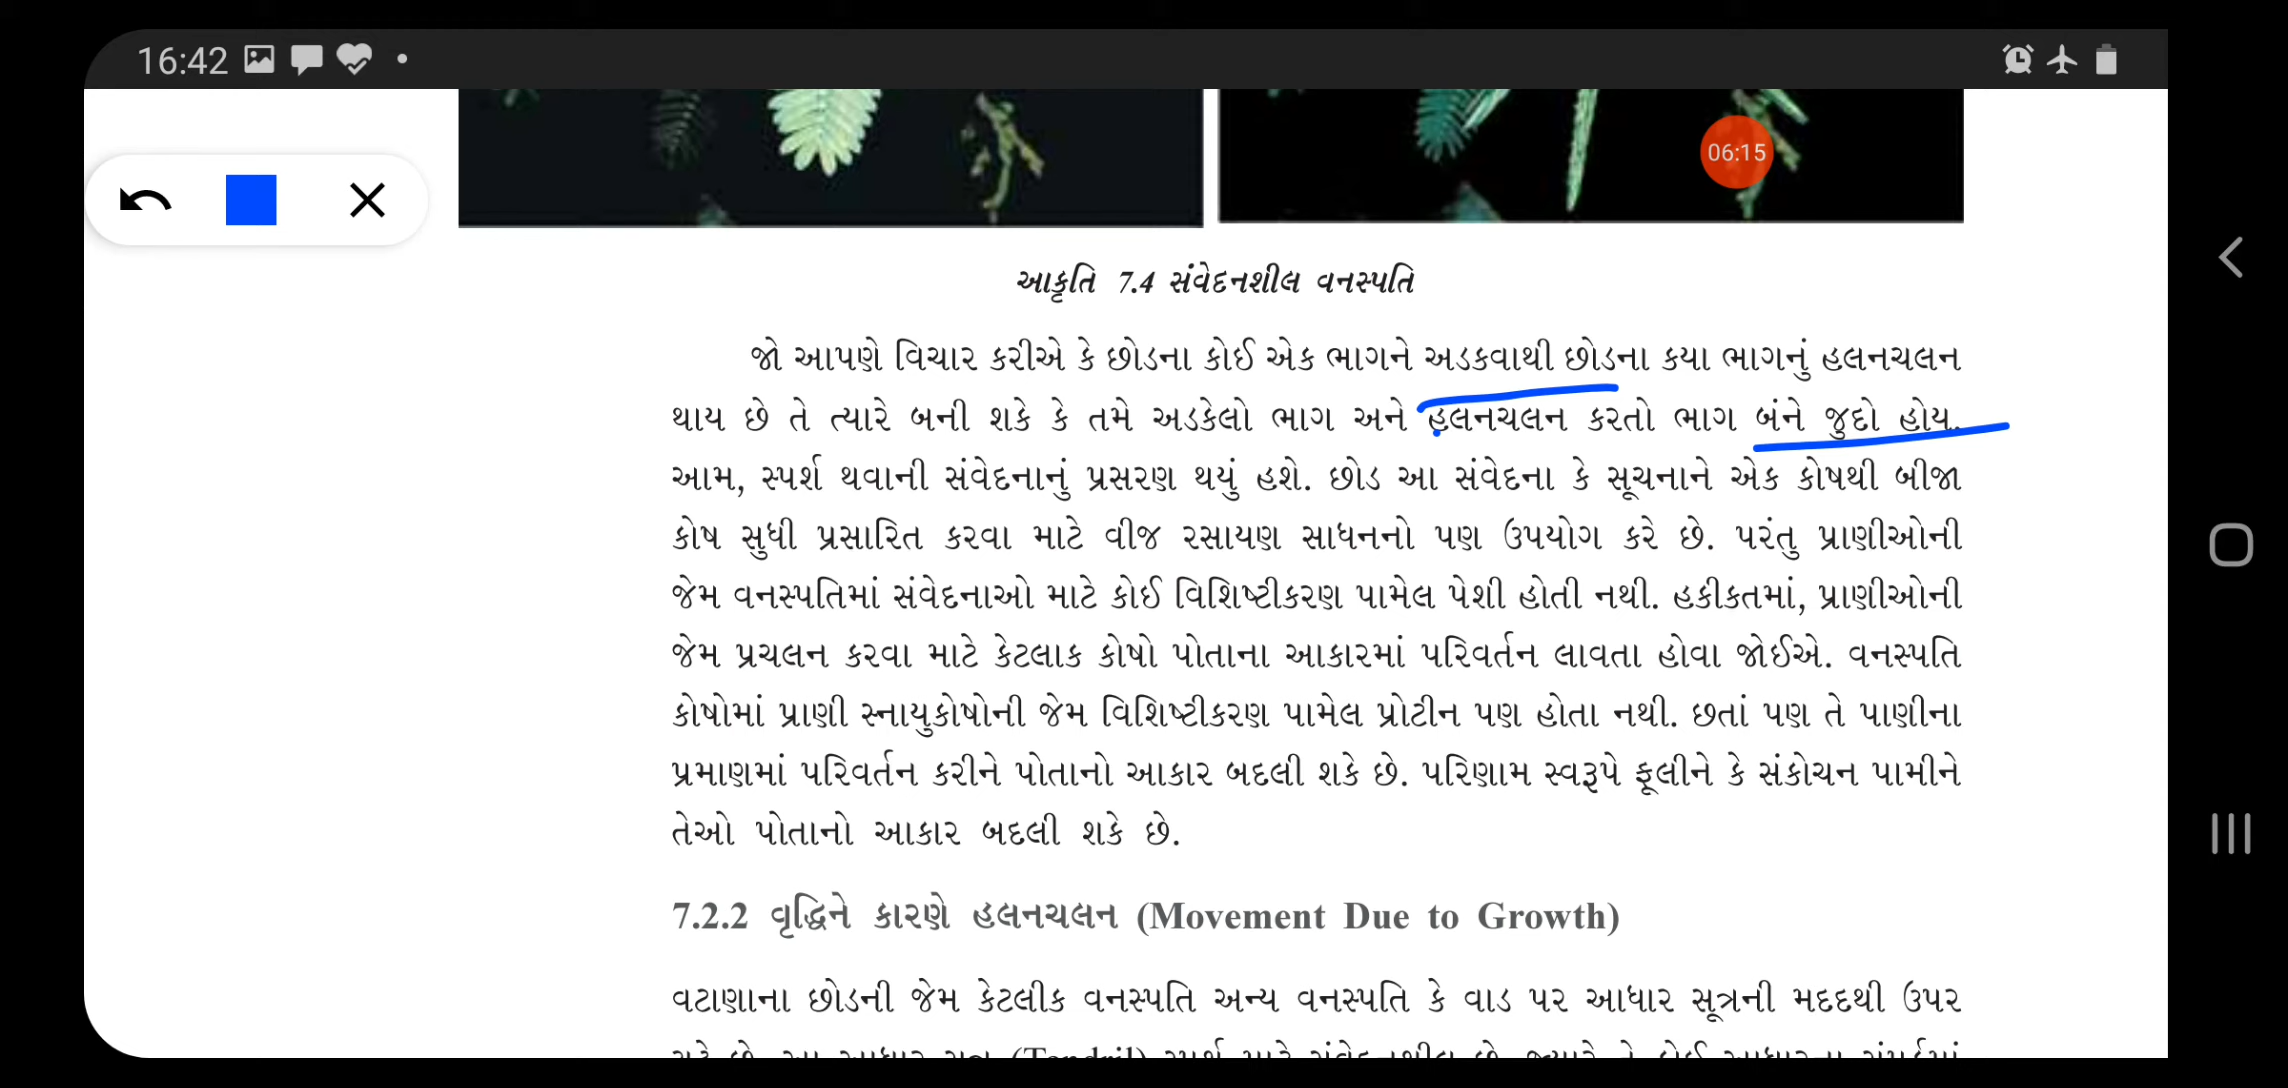 16:42
06:15
આકૃતિ 7.4 સંવેદનશીલ વનસ્પતિ
જો આપણે વિચાર કરીએ કે છોડના કોઈ એક ભાગને અડકવાથી છોડના કયા ભાગનું હલનચલન
થાય છે તે ત્યારે બની શકે કે તમે અડકેલો ભાગ અને હલનચલન કરતો ભાગ બંને જુદો હોય.
આમ, સ્પર્શ થવાની સંવેદનાનું પ્રસરણ થયું હશે. છોડ આ સંવેદના કે સૂચનાને એક કોષથી બીજા
કોષ સુધી પ્રસારિત કરવા માટે વીજ રસાયણ સાધનનો પણ ઉપયોગ કરે છે. પરંતુ પ્રાણીઓની
જેમ વનસ્પતિમાં સંવેદનાઓ માટે કોઈ વિશિષ્ટીકરણ પામેલ પેશી હોતી નથી. હકીકતમાં, પ્રાણીઓની
જેમ પ્રચલન કરવા માટે કેટલાક કોષો પોતાના આકારમાં પરિવર્તન લાવતા હોવા જોઈએ. વનસ્પતિ
કોષોમાં પ્રાણી સ્નાયુકોષોની જેમ વિશિષ્ટીકરણ પામેલ પ્રોટીન પણ હોતા નથી. છતાં પણ તે પાણીના
પ્રમાણમાં પરિવર્તન કરીને પોતાનો આકાર બદલી શકે છે. પરિણામ સ્વરૂપે ફૂલીને કે સંકોચન પામીને
તેઓ પોતાનો આકાર બદલી શકે છે.
7.2.2 વૃદ્ધિને કારણે હલનચલન (Movement Due to Growth)
વટાણાના છોડની જેમ કેટલીક વનસ્પતિ અન્ય વનસ્પતિ કે વાડ પર આધાર સૂત્રની મદદથી ઉપર
(Tendril)